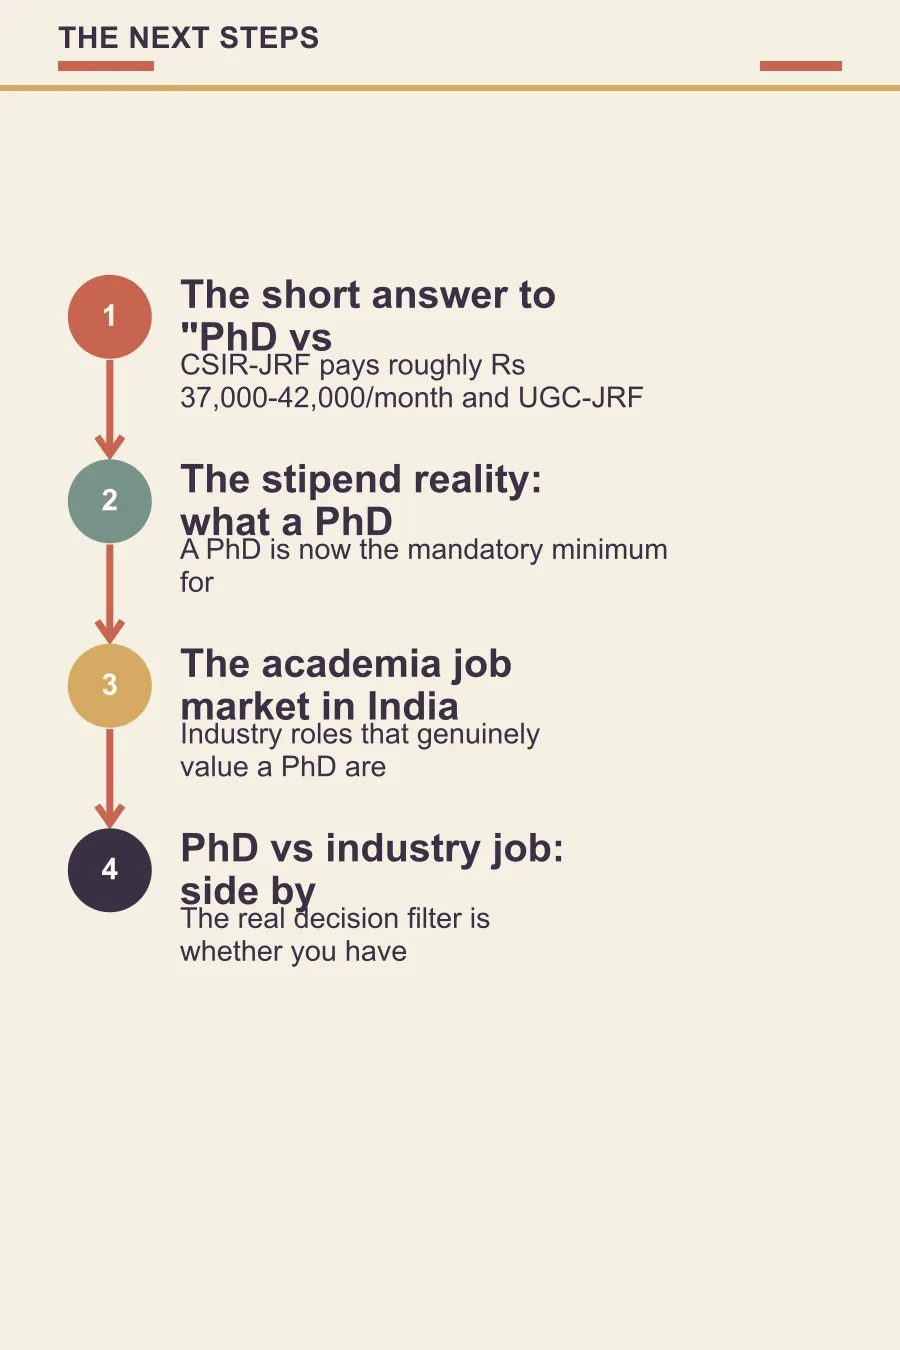 THE NEXT STEPS
1
The short answer to
"PhD vs
CSIR-JRF pays roughly Rs
37,000-42,000/month and UGC-JRF
2
The stipend reality:
what a PhD
A PhD is now the mandatory minimum
for
3
The academia job
market in India
Industry roles that genuinely
value a PhD are
4
PhD vs industry job:
side by
The real decision filter is
whether you have